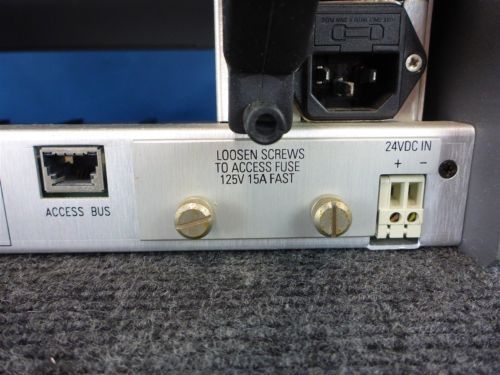 LOOSEN SCREWS
TO ACCESS FUSE
125V 15A FAST
24VDC IN
+ −
ACCESS BUS